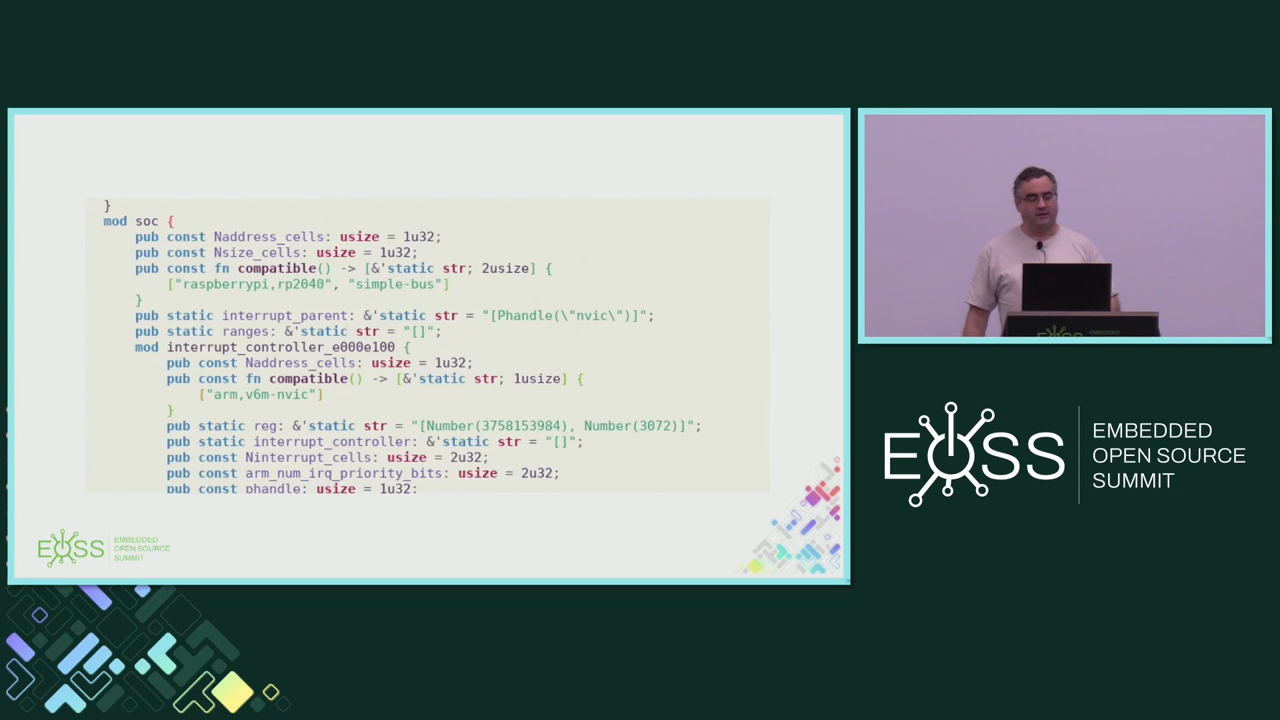 }
mod soc {
pub const Naddress_cells: usize = 1u32;
pub const Nsize_cells: usize = 1u32;
pub const fn compatible() -> [&'static str; 2usize] {
["raspberrypi,rp2040", "simple-bus"]
}
pub static interrupt_parent: &'static str = "[Phandle(\"nvic\")]";
pub static ranges: &'static str = "[]";
mod interrupt_controller_e000e100 {
pub const Naddress_cells: usize = 1u32;
pub const fn compatible() -> [&'static str; 1usize] {
["arm,v6m-nvic"]
}
pub static reg: &'static str = "[Number(3758153984), Number(3072)]";
pub static interrupt_controller: &'static str = "[]";
pub const Ninterrupt_cells: usize = 2u32;
pub const arm_num_irq_priority_bits: usize = 2u32;
pub const phandle: usize = 1u32;
EOSS
EMBEDDED
OPEN SOURCE
SUMMIT
EOSS
EMBEDDED
OPEN SOURCE
SUMMIT